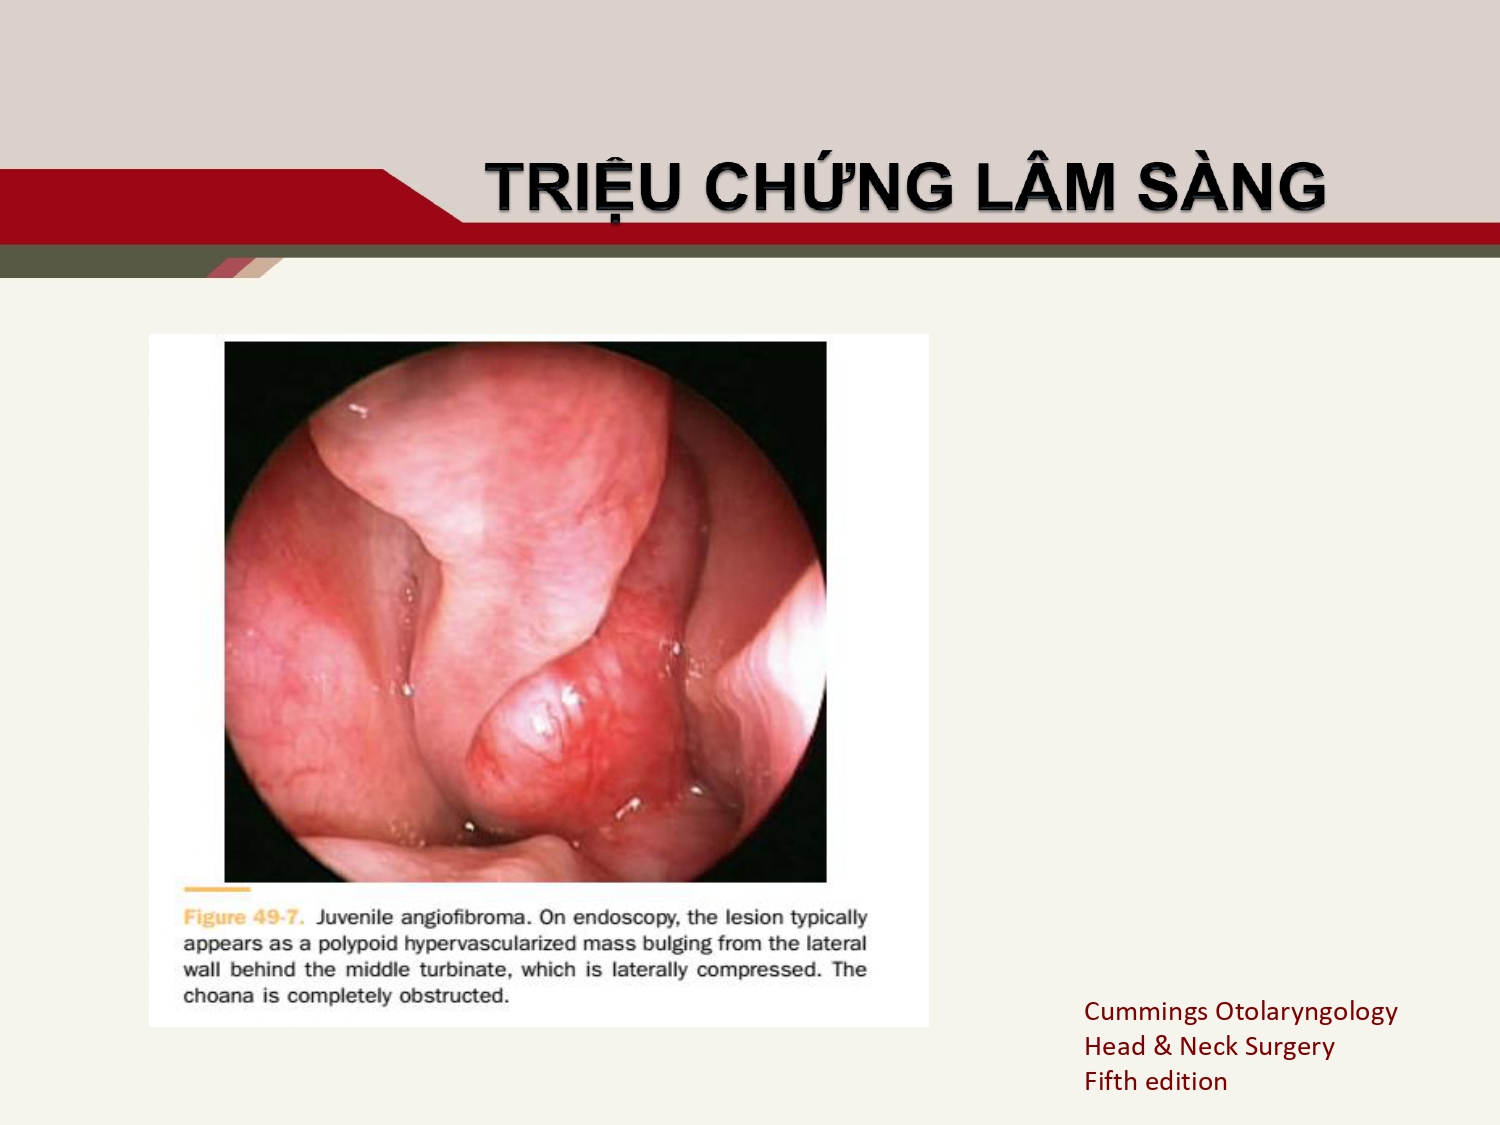 TRIỆU CHỨNG LÂM SÀNG
Figure 49-7. Juvenile angiofibroma. On endoscopy, the lesion typically
appears as a polypoid hypervascularized mass bulging from the lateral
wall behind the middle turbinate, which is laterally compressed. The
choana is completely obstructed.
Cummings Otolaryngology
Head & Neck Surgery
Fifth edition